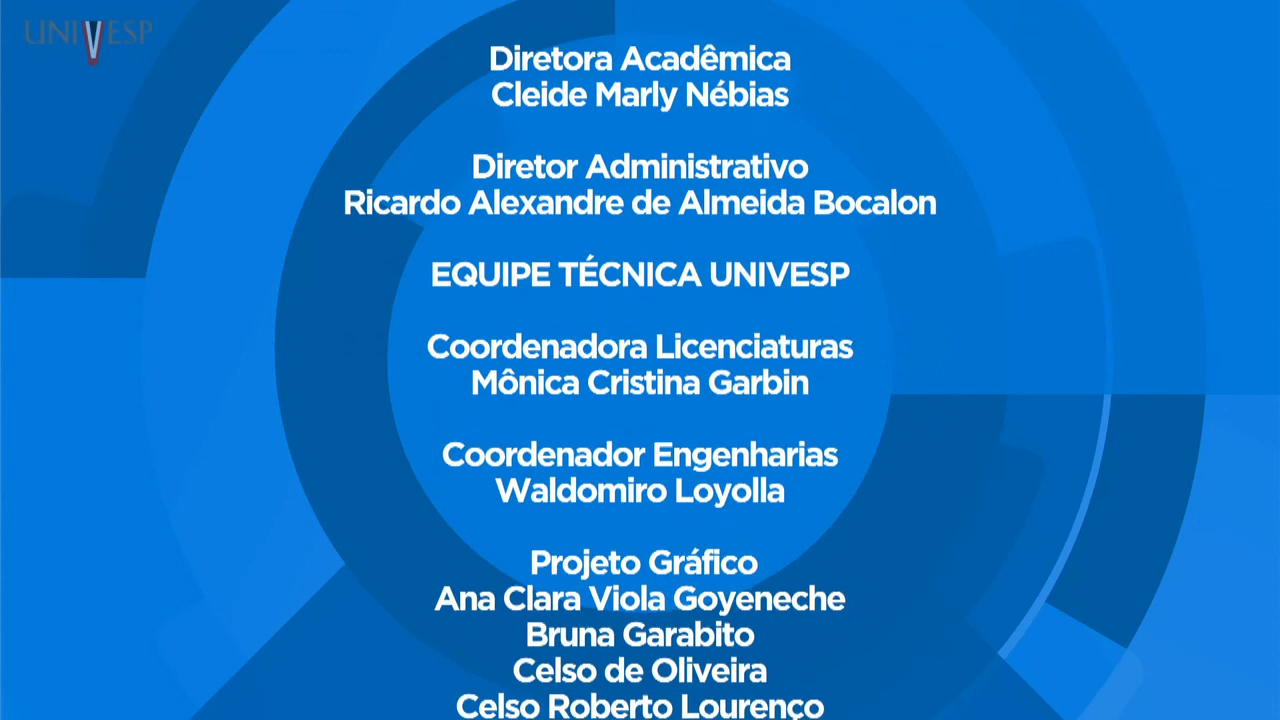 UNIVESP
Diretora Acadêmica
Cleide Marly Nébias
Diretor Administrativo
Ricardo Alexandre de Almeida Bocalon
EQUIPE TÉCNICA UNIVESP
Coordenadora Licenciaturas
Mônica Cristina Garbin
Coordenador Engenharias
Waldomiro Loyolla
Projeto Gráfico
Ana Clara Viola Goyeneche
Bruna Garabito
Celso de Oliveira
Celso Roberto Lourenço